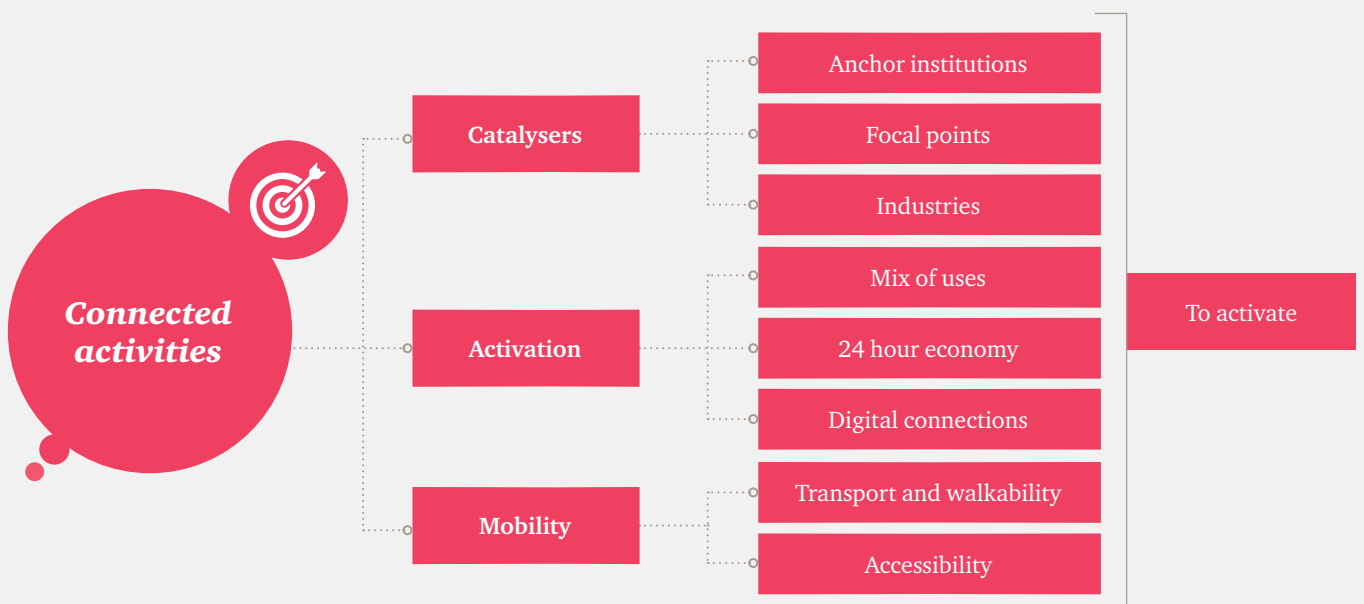 Connected
activities
Catalysers
Anchor institutions
Focal points
Industries
Activation
Mix of uses
24 hour economy
Digital connections
Mobility
Transport and walkability
Accessibility
To activate